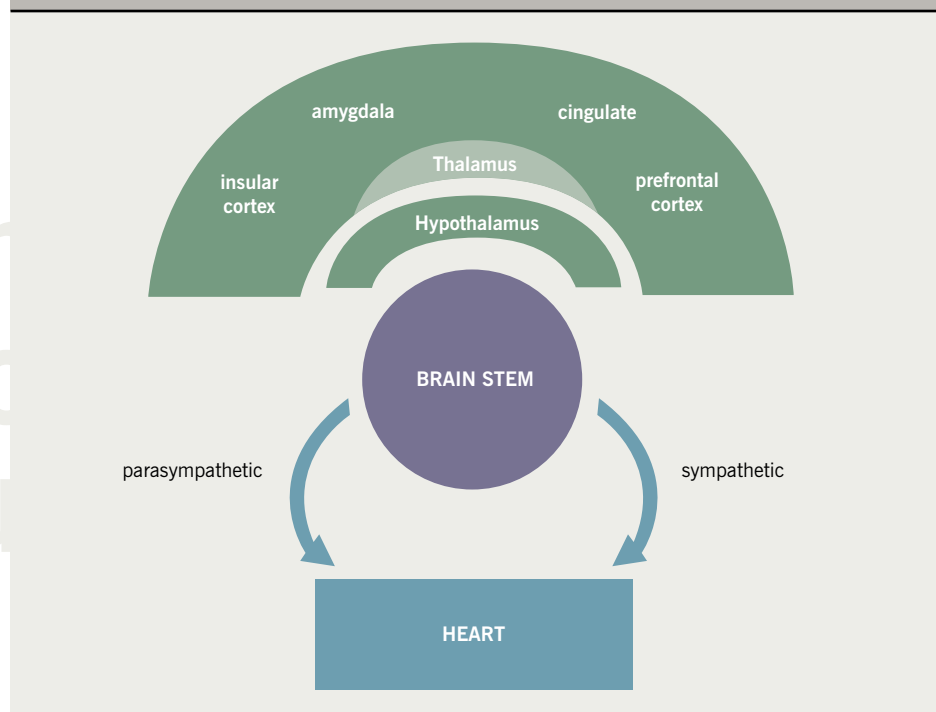 amygdala
cingulate
Thalamus
insular
cortex
prefrontal
cortex
Hypothalamus
BRAIN STEM
parasympathetic
sympathetic
HEART